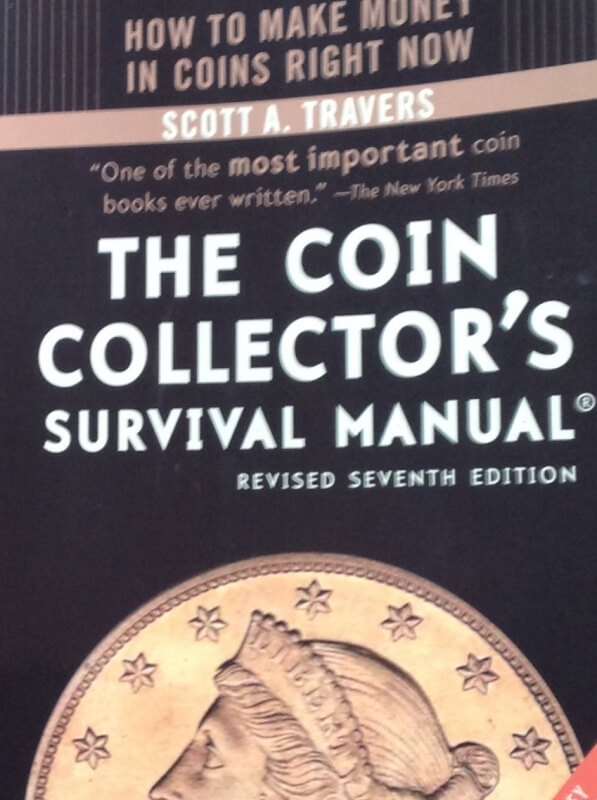 HOW TO MAKE MONEY
IN COINS RIGHT NOW
SCOTT A. TRAVERS
"One of the most important coin
books ever written." —The New York Times
THE COIN
COLLECTOR'S
SURVIVAL MANUAL®
REVISED SEVENTH EDITION
LIBERTY